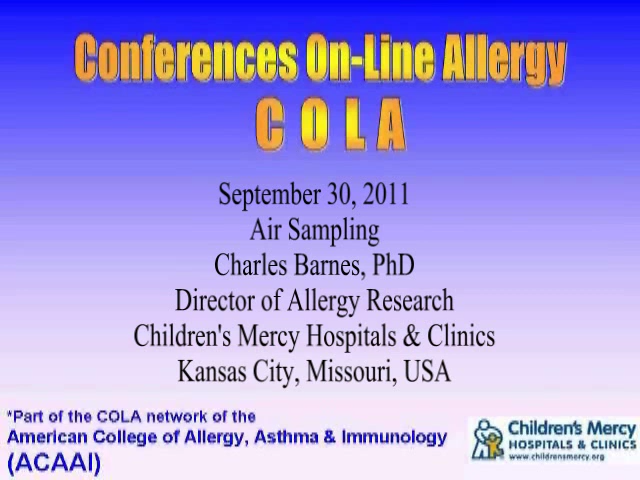 Conferences On-Line Allergy
C O L A
September 30, 2011
Air Sampling
Charles Barnes, PhD
Director of Allergy Research
Children's Mercy Hospitals & Clinics
Kansas City, Missouri, USA
*Part of the COLA network of the
American College of Allergy, Asthma & Immunology
(ACAAI)
Children's Mercy
HOSPITALS & CLINICS
www.childrensmercy.org